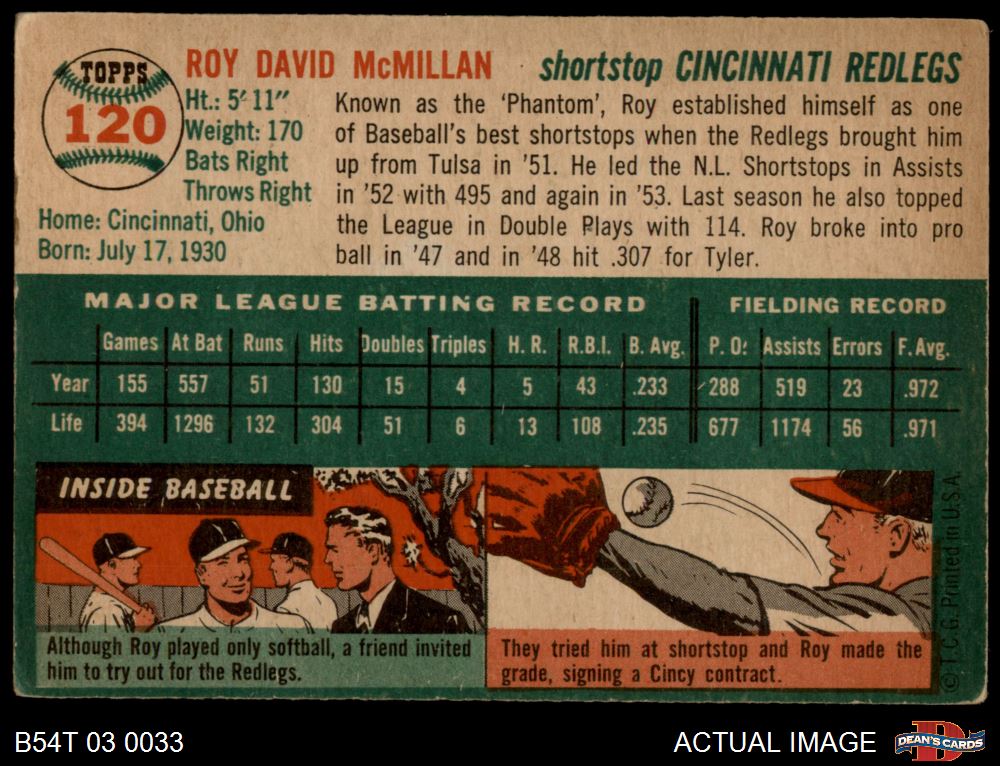 TOPPS
120
ROY DAVID McMILLAN shortstop CINCINNATI REDLEGS
Ht.: 5' 11"
Weight: 170
Bats Right
Throws Right
Home: Cincinnati, Ohio
Born: July 17, 1930
Known as the 'Phantom', Roy established himself as one
of Baseball's best shortstops when the Redlegs brought him
up from Tulsa in '51. He led the N.L. Shortstops in Assists
in '52 with 495 and again in '53. Last season he also topped
the League in Double Plays with 114. Roy broke into pro
ball in '47 and in '48 hit .307 for Tyler.
MAJOR LEAGUE BATTING RECORD FIELDING RECORD
Games At Bat Runs Hits Doubles Triples H. R. R.B.I. B. Avg. P. O. Assists Errors F. Avg.
Year 155 557 51 130 15 4 5 43 .233 288 519 23 .972
Life 394 1296 132 304 51 6 13 108 .235 677 1174 56 .971
INSIDE BASEBALL
Although Roy played only softball, a friend invited
him to try out for the Redlegs.
They tried him at shortstop and Roy made the
grade, signing a Cincy contract.
© T.C.G. Printed in U.S.A.
B54T 03 0033
ACTUAL IMAGE
D
DEAN'S CARDS